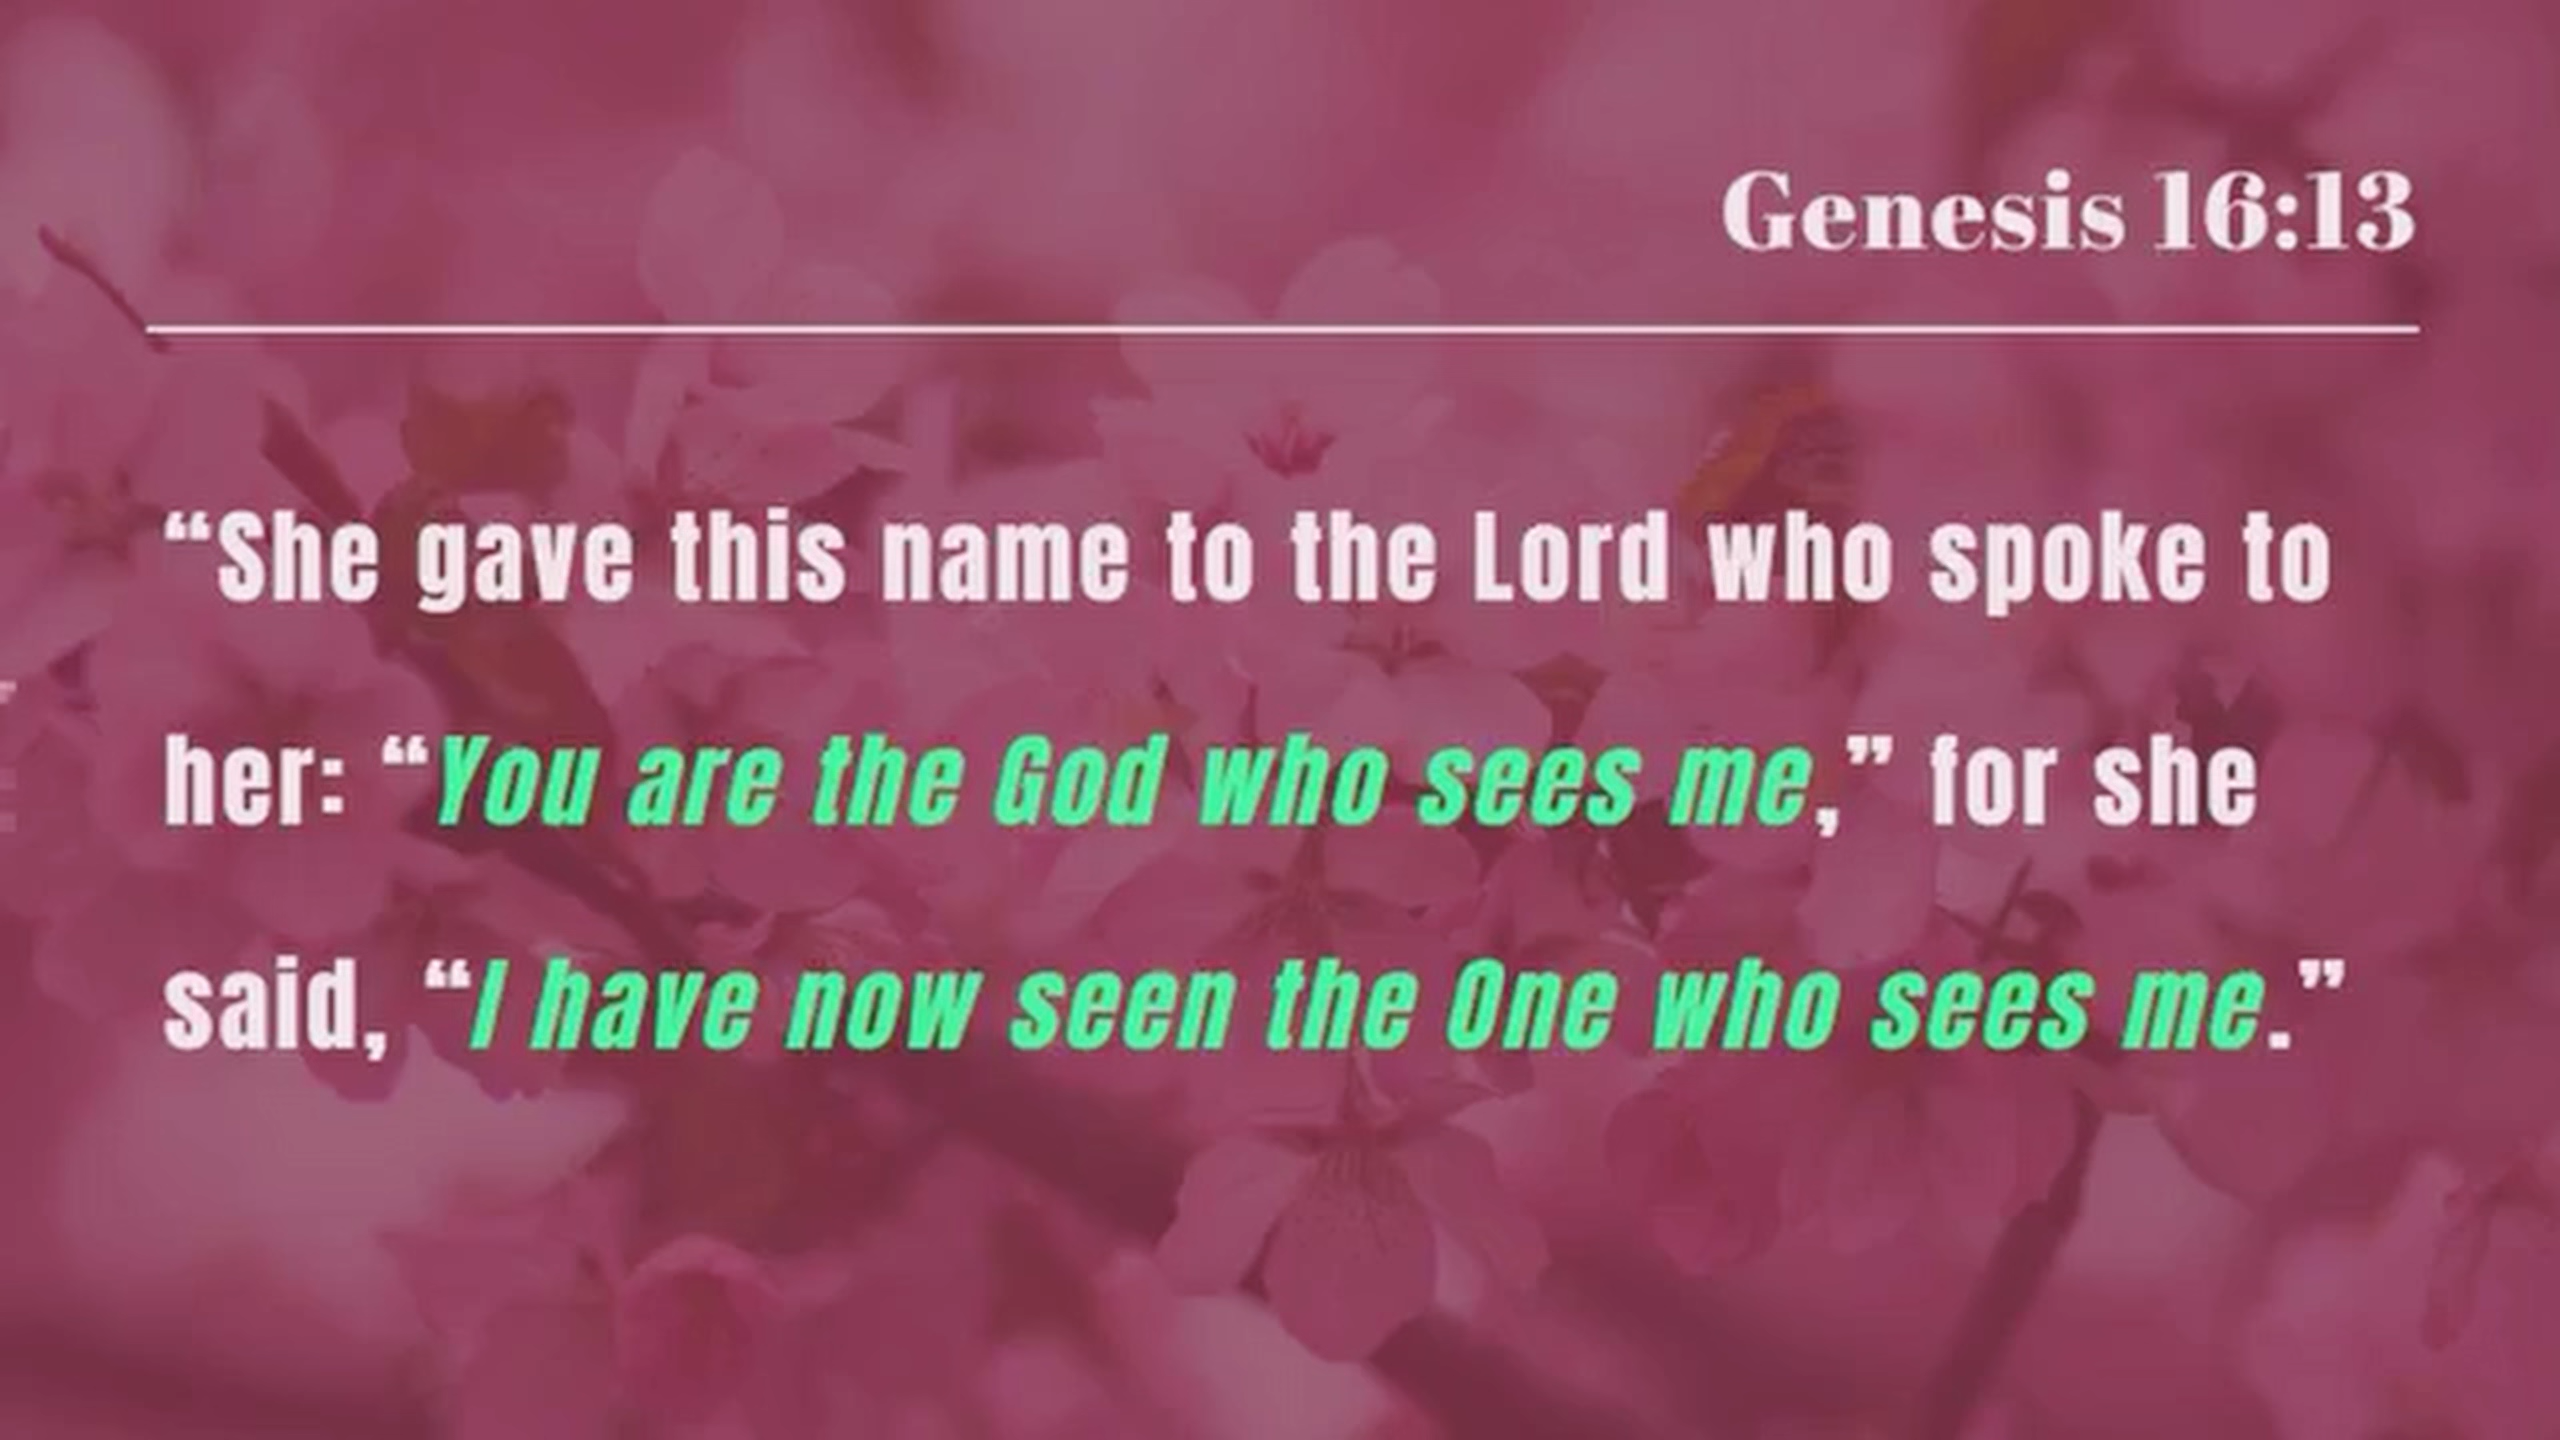 Genesis 16:13
“She gave this name to the Lord who spoke to
her: “You are the God who sees me,” for she
said, “I have now seen the One who sees me.”